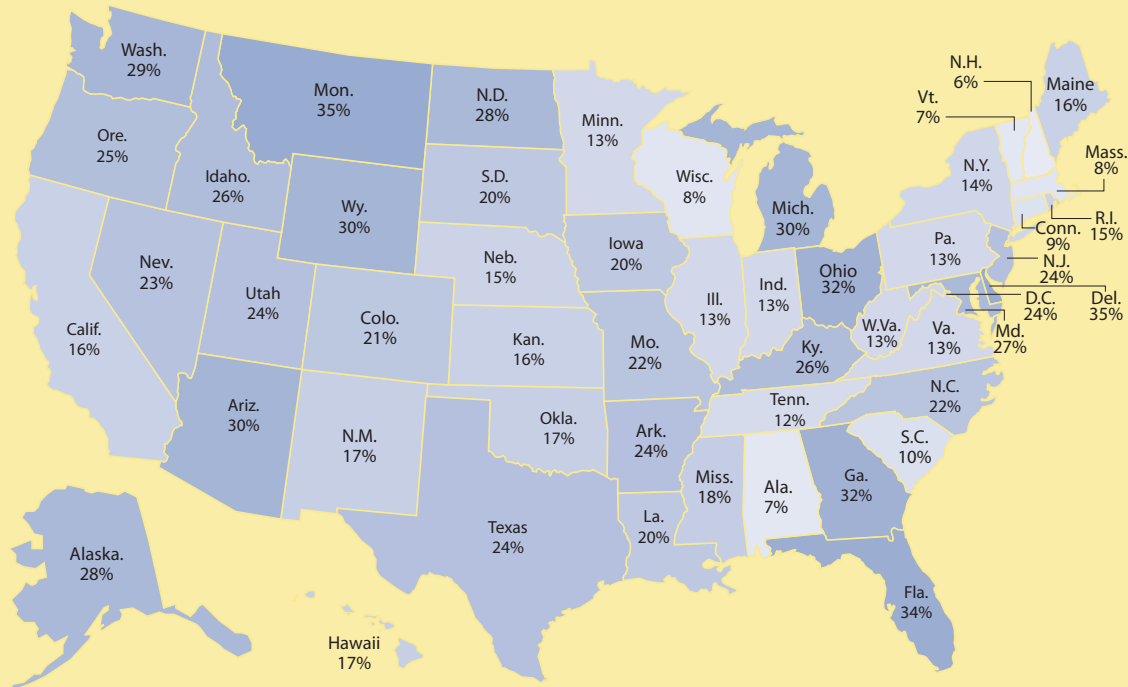 Wash.
29%
Mon.
35%
N.D.
28%
Minn.
13%
N.H.
6%
Vt.
7%
Maine
16%
Ore.
25%
Idaho.
26%
S.D.
20%
Wisc.
8%
Mich.
30%
N.Y.
14%
Mass.
8%
Wy.
30%
R.I.
15%
Conn.
9%
N.J.
24%
Nev.
23%
Utah
24%
Neb.
15%
Iowa
20%
Ill.
13%
Ind.
13%
Ohio
32%
Pa.
13%
D.C.
24%
Del.
35%
Md.
27%
Calif.
16%
Colo.
21%
Kan.
16%
Mo.
22%
Ky.
26%
W.Va.
13%
Va.
13%
Ariz.
30%
N.M.
17%
Okla.
17%
Ark.
24%
Tenn.
12%
N.C.
22%
S.C.
10%
Miss.
18%
Ala.
7%
Ga.
32%
Texas
24%
La.
20%
Fla.
34%
Alaska.
28%
Hawaii
17%